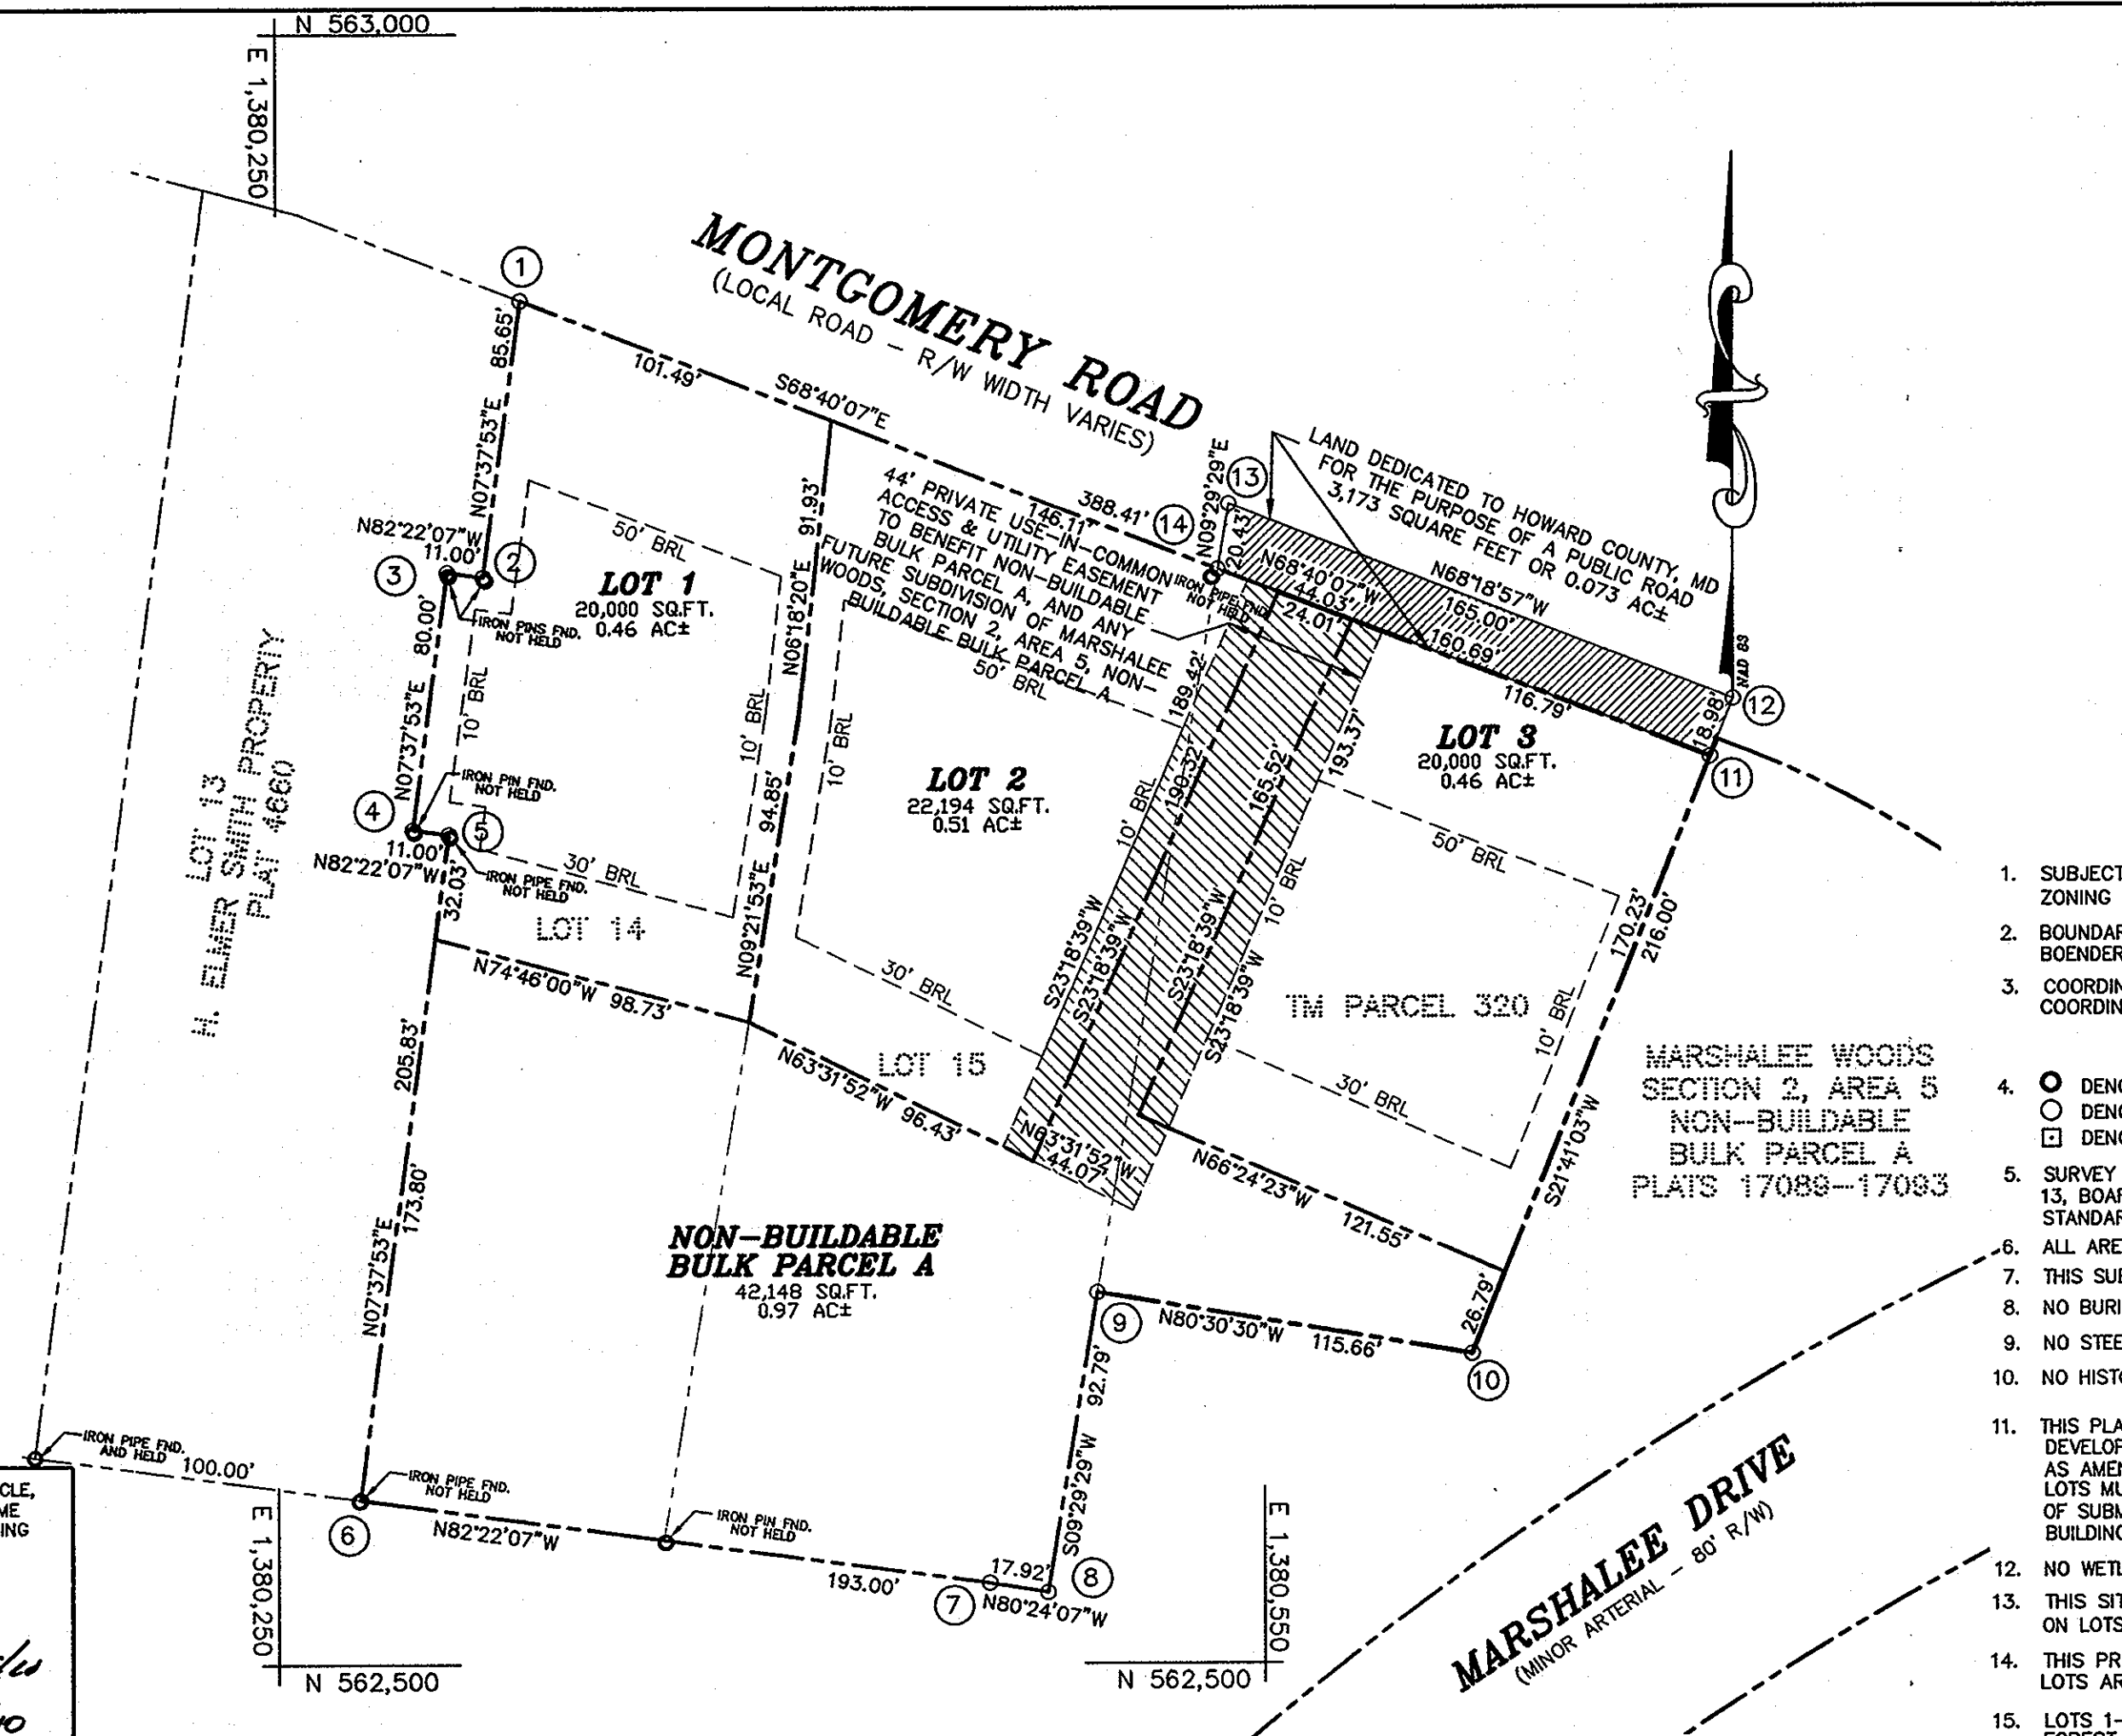 N 563,000
E 1,380,250
MONTGOMERY ROAD
(LOCAL ROAD - R/W WIDTH VARIES)
1
85.65'
N07°37'53"E
101.49'
S68°40'07"E
388.41'
146.11'
N82°22'07"W
11.00'
3
2
IRON PINS FND.
NOT HELD
80.00'
N07°37'53"E
50' BRL
LOT 1
20,000 SQ.FT.
0.46 AC±
10' BRL
10' BRL
N06°18'20"E 91.93'
44' PRIVATE USE-IN-COMMON
ACCESS & UTILITY EASEMENT
TO BENEFIT NON-BUILDABLE
BULK PARCEL A, AND ANY
FUTURE SUBDIVISION OF MARSHALEE
WOODS, SECTION 2, AREA 5, NON-
BUILDABLE BULK PARCEL A
50' BRL
14
13
N09°29'29"E
20.43'
IRON PIPE FND.
NOT HELD
LAND DEDICATED TO HOWARD COUNTY, MD
FOR THE PURPOSE OF A PUBLIC ROAD
3,173 SQUARE FEET OR 0.073 AC±
N68°40'07"W
44.03'
24.01'
N68°18'57"W
165.00'
160.69'
116.79'
NAD 83
12
18.98'
11
LOT 3
20,000 SQ.FT.
0.46 AC±
189.42'
190.32'
165.52'
193.37'
LOT 13
H. ELMER SMITH PROPERTY
PLAT 4660
IRON PIN FND.
NOT HELD
4
5
11.00'
N82°22'07"W
32.03'
IRON PIPE FND.
NOT HELD
30' BRL
LOT 14
N09°21'53"E 94.85'
10' BRL
LOT 2
22,194 SQ.FT.
0.51 AC±
10' BRL
30' BRL
S23°18'39"W
S23°18'39"W
S23°18'39"W
S23°18'39"W
10' BRL
50' BRL
TM PARCEL 320
10' BRL
30' BRL
170.23'
216.00'
S21°41'03"W
N74°46'00"W 98.73'
LOT 15
N63°31'52"W 96.43'
N63°31'52"W
44.07'
N66°24'23"W
121.55'
26.79'
MARSHALEE WOODS
SECTION 2, AREA 5
NON-BUILDABLE
BULK PARCEL A
PLATS 17089-17093
205.83'
173.80'
N07°37'53"E
NON-BUILDABLE
BULK PARCEL A
42,148 SQ.FT.
0.97 AC±
9
N80°30'30"W
115.66'
10
92.79'
S09°29'29"W
IRON PIPE FND.
AND HELD
100.00'
IRON PIPE FND.
NOT HELD
6
N82°22'07"W
IRON PIN FND.
NOT HELD
193.00'
17.92'
7
8
N80°24'07"W
E 1,380,250
N 562,500
E 1,380,550
N 562,500
MARSHALEE DRIVE
(MINOR ARTERIAL - 80' R/W)
1. SUBJECT
ZONING
2. BOUNDAR
BOENDER
3. COORDIN
COORDIN
4. DENO
DENO
DENO
5. SURVEY
13, BOAR
STANDAR
6. ALL ARE
7. THIS SUB
8. NO BURI
9. NO STEE
10. NO HISTO
11. THIS PLA
DEVELOP
AS AMEN
LOTS MU
OF SUBM
BUILDING
12. NO WETL
13. THIS SIT
ON LOTS
14. THIS PR
LOTS AR
15. LOTS 1-
CLE,
ME
ING